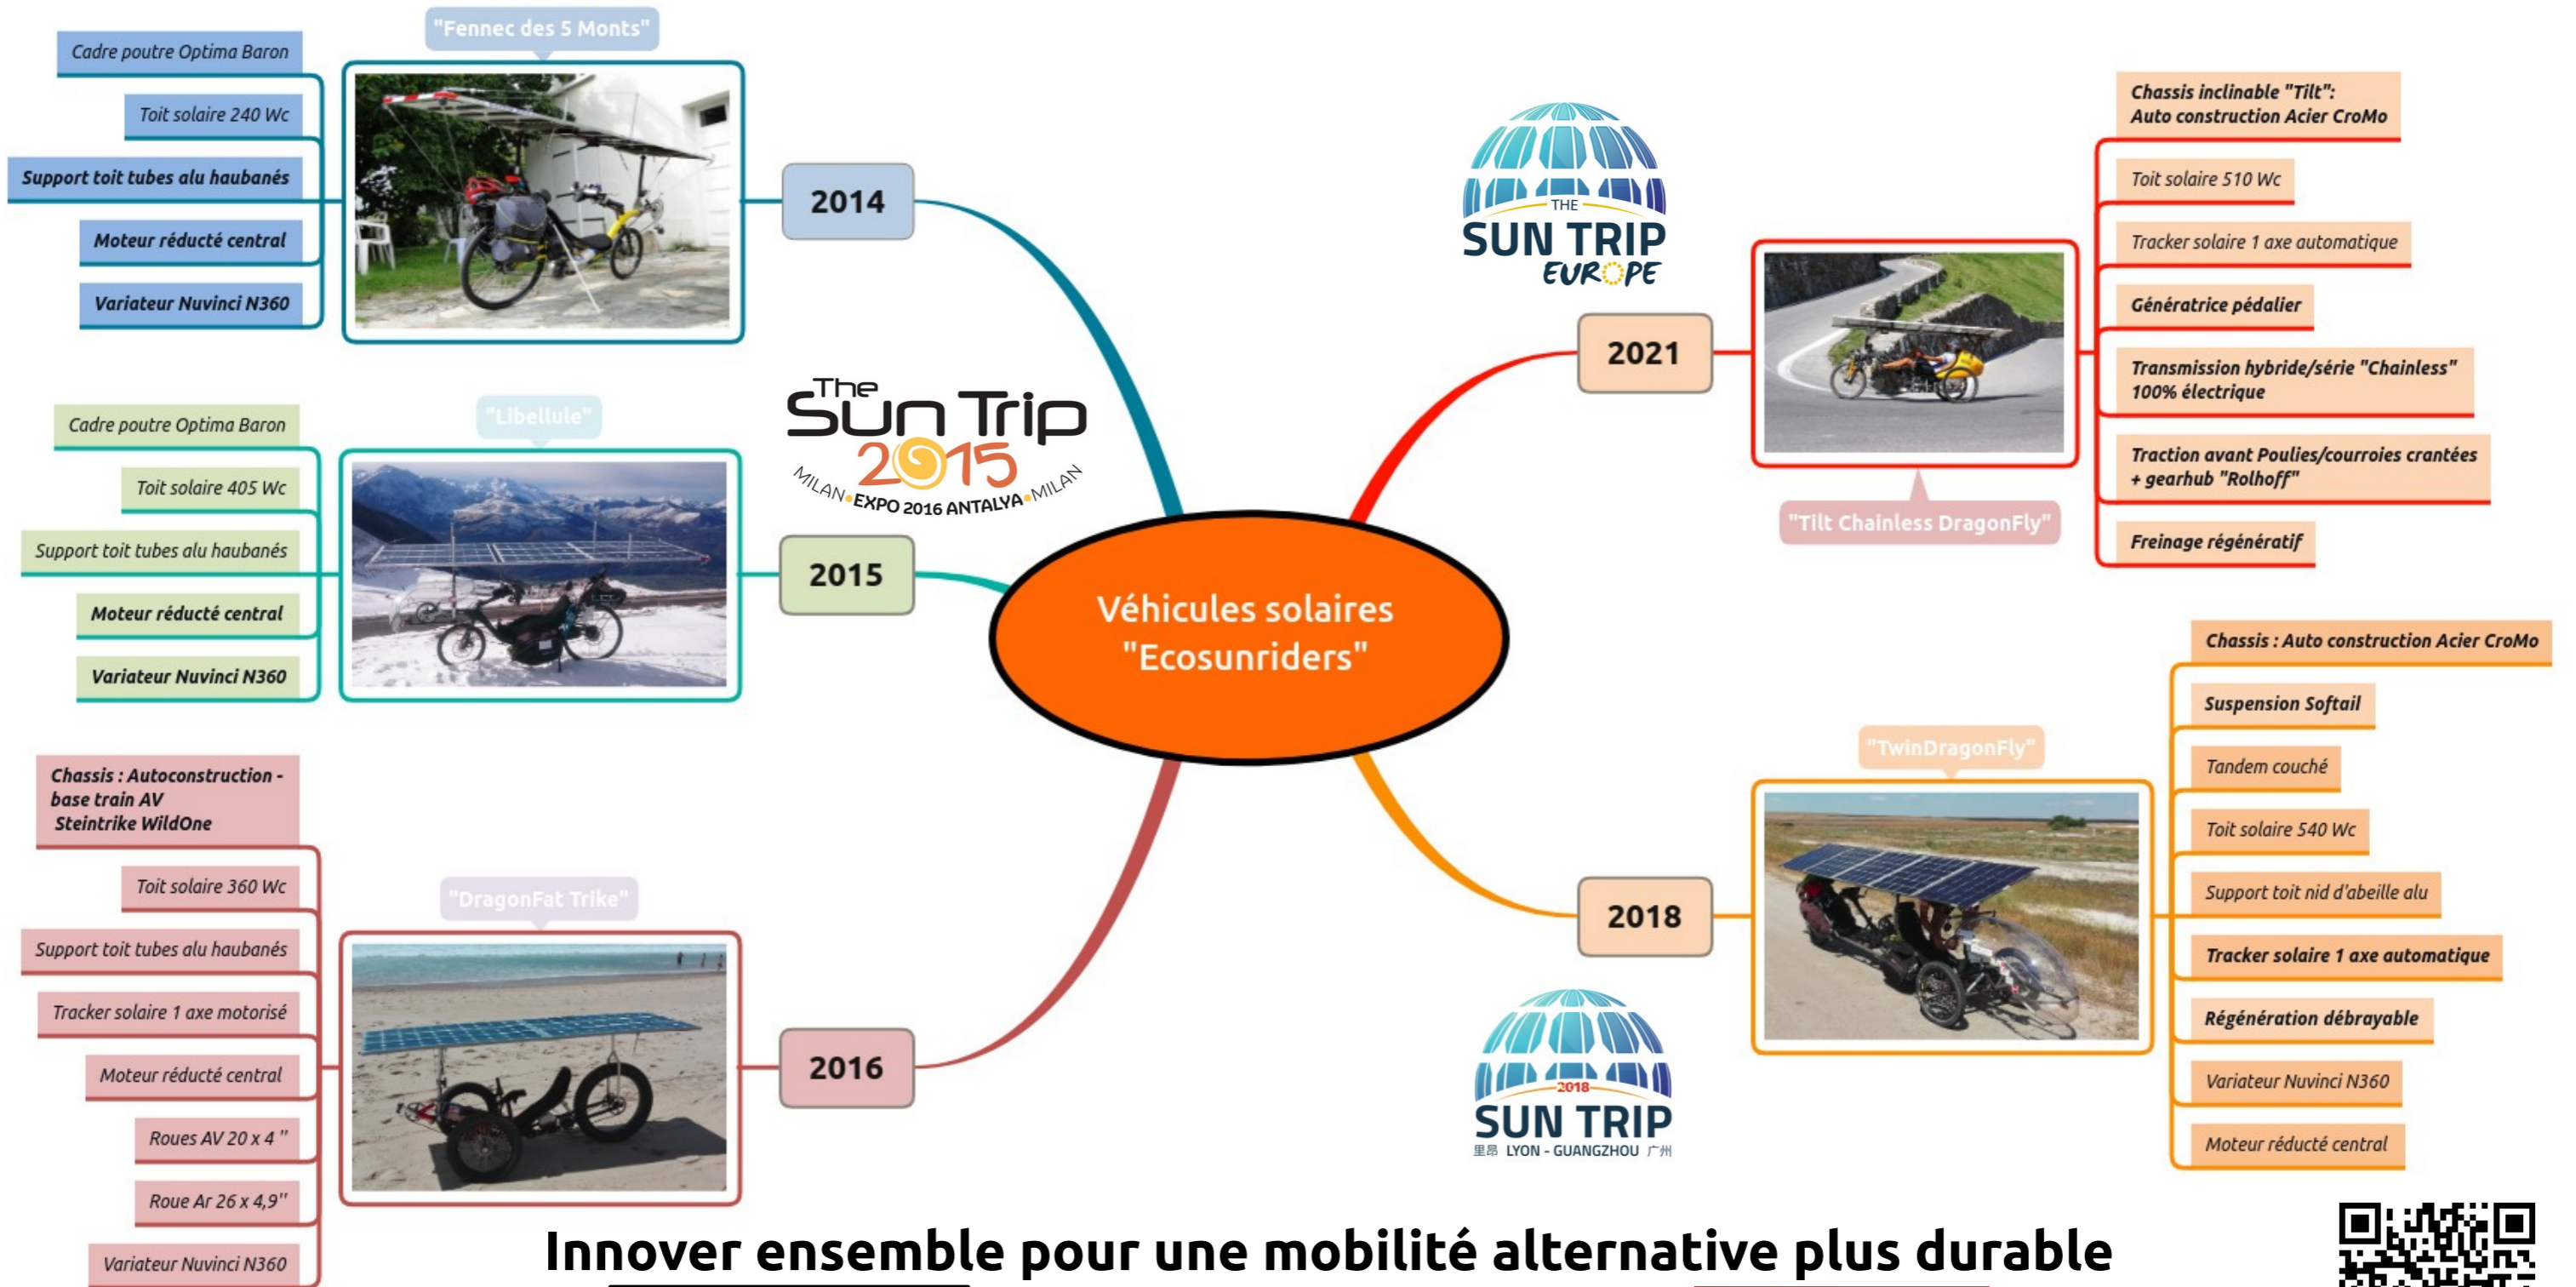 "Fennec des 5 Monts"
Cadre poutre Optima Baron
Toit solaire 240 Wc
Support toit tubes alu haubanés
Moteur réducté central
Variateur Nuvinci N360
2014
"Libellule"
Cadre poutre Optima Baron
Toit solaire 405 Wc
Support toit tubes alu haubanés
Moteur réducté central
Variateur Nuvinci N360
2015
The
Sun Trip
2015
MILAN • EXPO 2016 ANTALYA • MILAN
"DragonFat Trike"
Chassis : Autoconstruction -
base train AV
Steintrike WildOne
Toit solaire 360 Wc
Support toit tubes alu haubanés
Tracker solaire 1 axe motorisé
Moteur réducté central
Roues AV 20 x 4 ''
Roue Ar 26 x 4,9''
Variateur Nuvinci N360
2016
Véhicules solaires
"Ecosunriders"
THE
SUN TRIP
EUROPE
2021
"Tilt Chainless DragonFly"
Chassis inclinable "Tilt":
Auto construction Acier CroMo
Toit solaire 510 Wc
Tracker solaire 1 axe automatique
Génératrice pédalier
Transmission hybride/série "Chainless"
100% électrique
Traction avant Poulies/courroies crantées
+ gearhub "Rolhoff"
Freinage régénératif
"TwinDragonFly"
2018
Chassis : Auto construction Acier CroMo
Suspension Softail
Tandem couché
Toit solaire 540 Wc
Support toit nid d'abeille alu
Tracker solaire 1 axe automatique
Régénération débrayable
Variateur Nuvinci N360
Moteur réducté central
2018
SUN TRIP
里昂 LYON - GUANGZHOU 广州
Innover ensemble pour une mobilité alternative plus durable